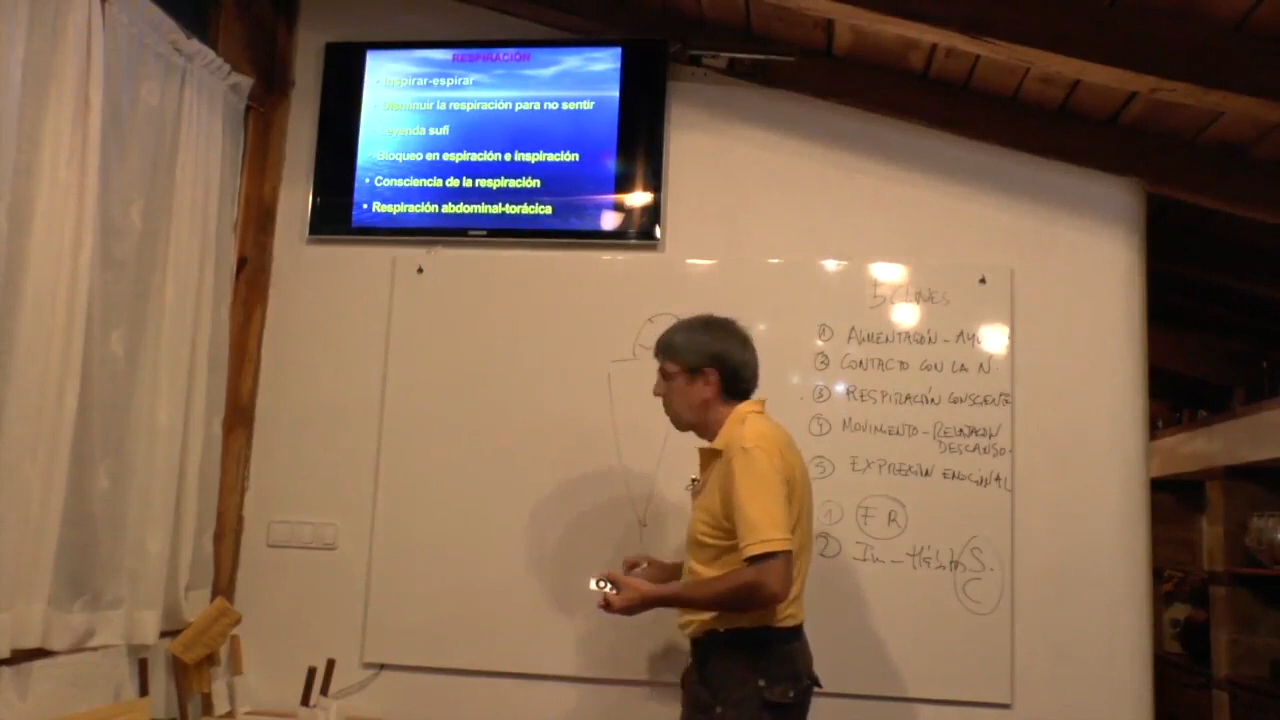 RESPIRACIÓN
• Inspirar-espirar
Disminuir la respiración para no sentir
Leyenda sufí
Bloqueo en espiración e inspiración
• Consciencia de la respiración
• Respiración abdominal-torácica
5 CLAVES
① ALIMENTACIÓN -
② CONTACTO CON LA N.
③ RESPIRACIÓN CONSCIENTE
④ MOVIMIENTO - RELAJACIÓN
DESCANSO.
⑤ EXPRESIÓN EMOCIONAL
① F R
② S.
C